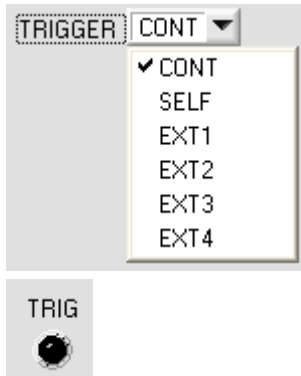 TRIGGER CONT
CONT
SELF
EXT1
EXT2
EXT3
EXT4
TRIG